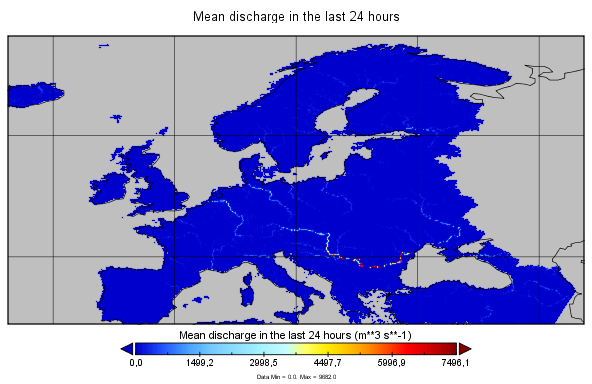 Mean discharge in the last 24 hours
Mean discharge in the last 24 hours (m**3 s**-1)
0,0 1499,2 2998,5 4497,7 5996,9 7496,1
Data Min = 0.0, Max = 9682.0